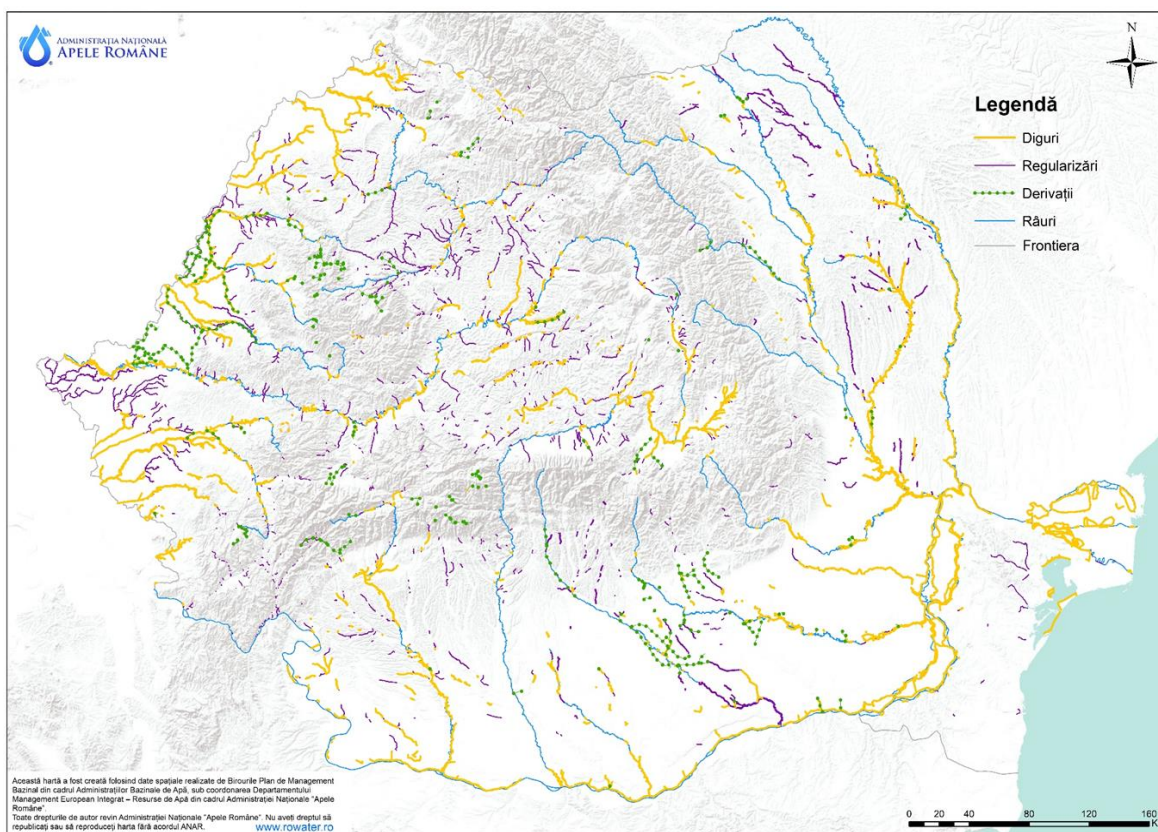 ADMINISTRAȚIA NAȚIONALĂ
APELE ROMÂNE
N
Legendă
Diguri
Regularizări
Derivații
Râuri
Frontiera
Această hartă a fost creată folosind date spațiale realizate de Birourile Plan de Management
Bazinal din cadrul Administrațiilor Bazinale de Apă, sub coordonarea Departamentului
Management European Integrat – Resurse de Apă din cadrul Administrației Naționale "Apele
Române".
Toate drepturile de autor revin Administrației Naționale "Apele Române". Nu aveți dreptul să
republicați sau să reproduceți harta fără acordul ANAR. www.rowater.ro
0 20 40 80 120 160